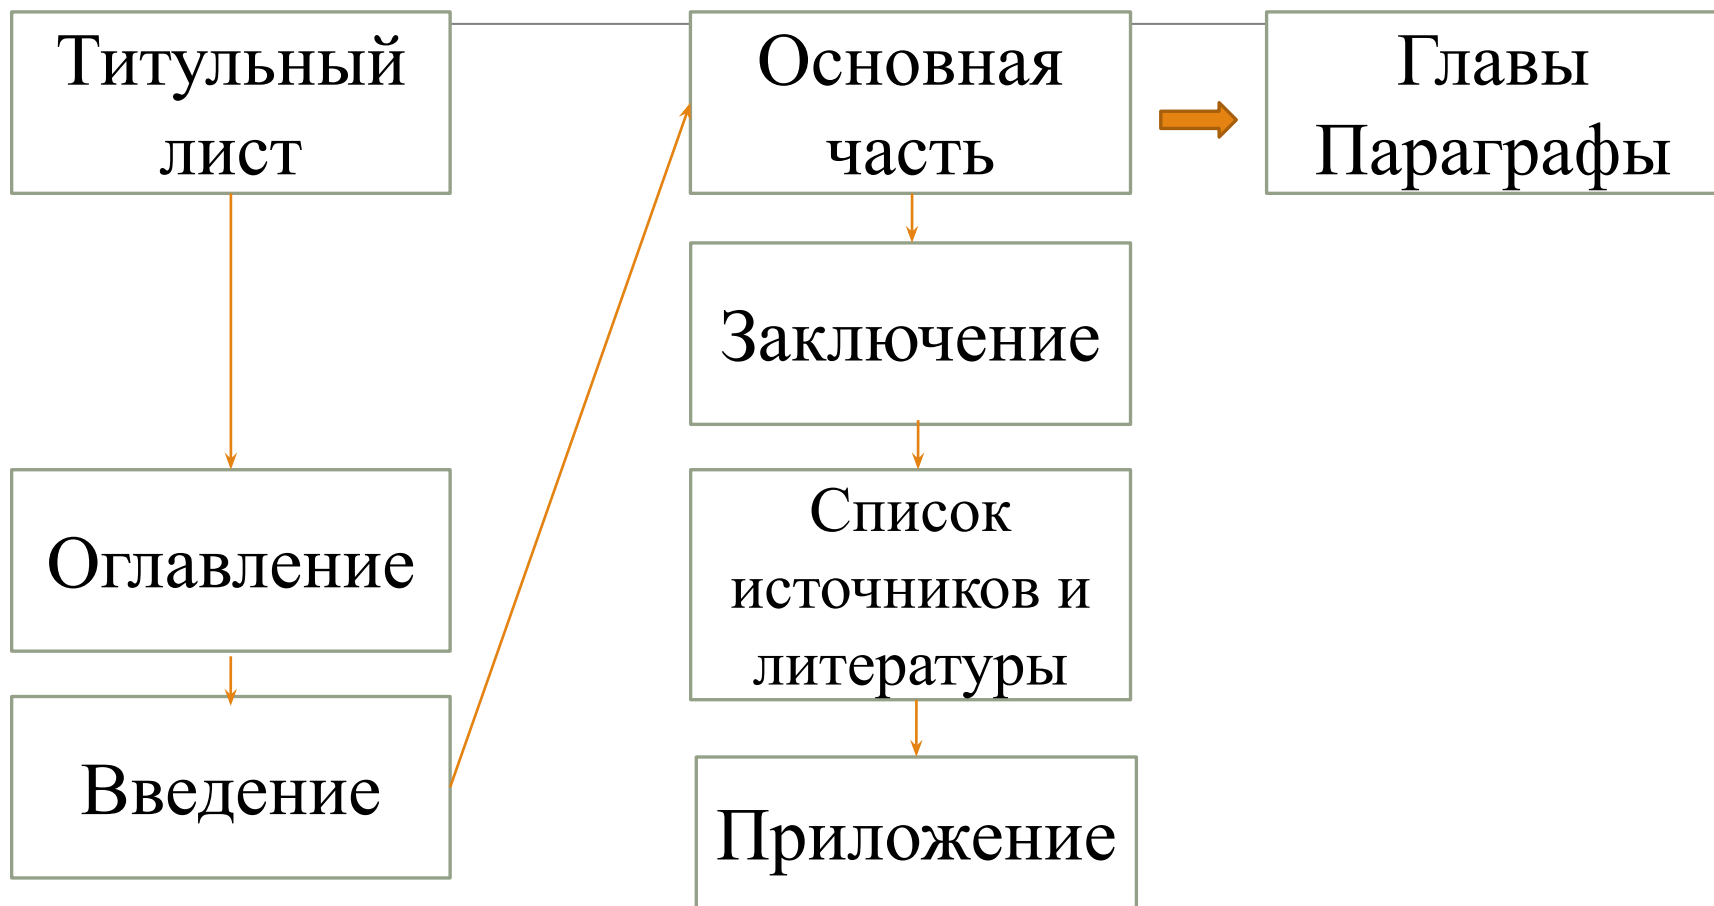 Титульный
лист
Оглавление
Введение
Основная
часть
Заключение
Список
источников и
литературы
Приложение
Главы
Параграфы